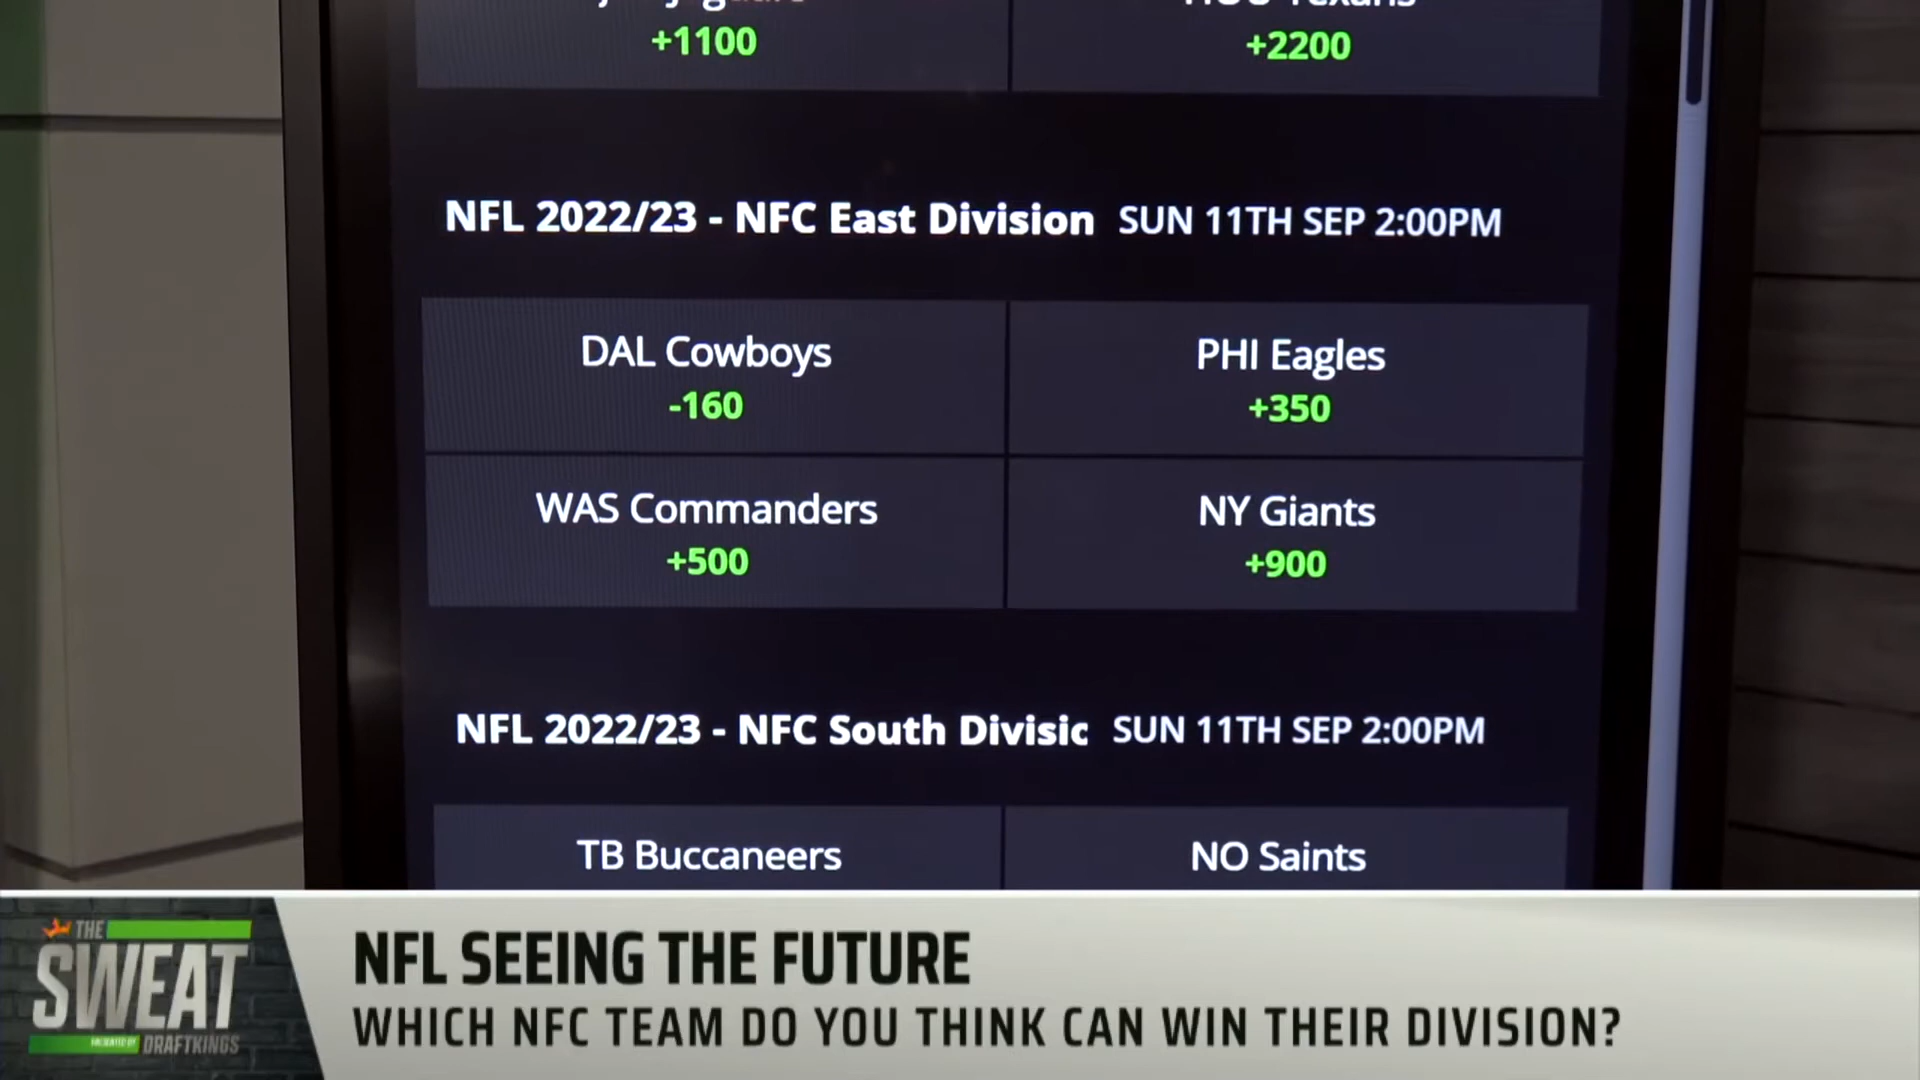 +1100
+2200
NFL 2022/23 - NFC East Division SUN 11TH SEP 2:00PM
DAL Cowboys
PHI Eagles
-160
+350
WAS Commanders
NY Giants
+500
+900
NFL 2022/23 - NFC South Divisic SUN 11TH SEP 2:00PM
TB Buccaneers
NO Saints
THE
SWEAT
PRESENTED BY DRAFTKINGS
NFL SEEING THE FUTURE
WHICH NFC TEAM DO YOU THINK CAN WIN THEIR DIVISION?